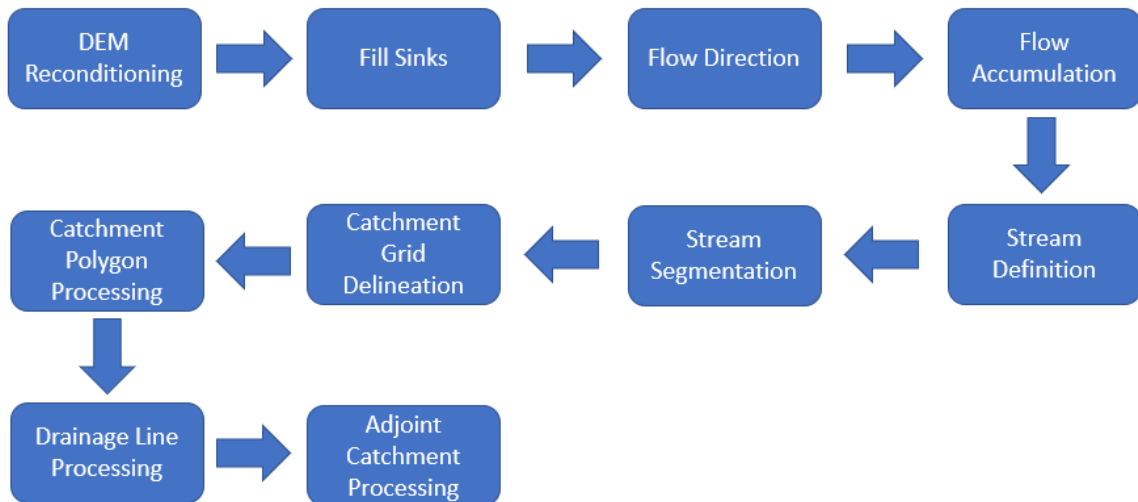 DEM
Reconditioning
Fill Sinks
Flow Direction
Flow
Accumulation
Stream
Definition
Stream
Segmentation
Catchment
Grid
Delineation
Catchment
Polygon
Processing
Drainage Line
Processing
Adjoint
Catchment
Processing